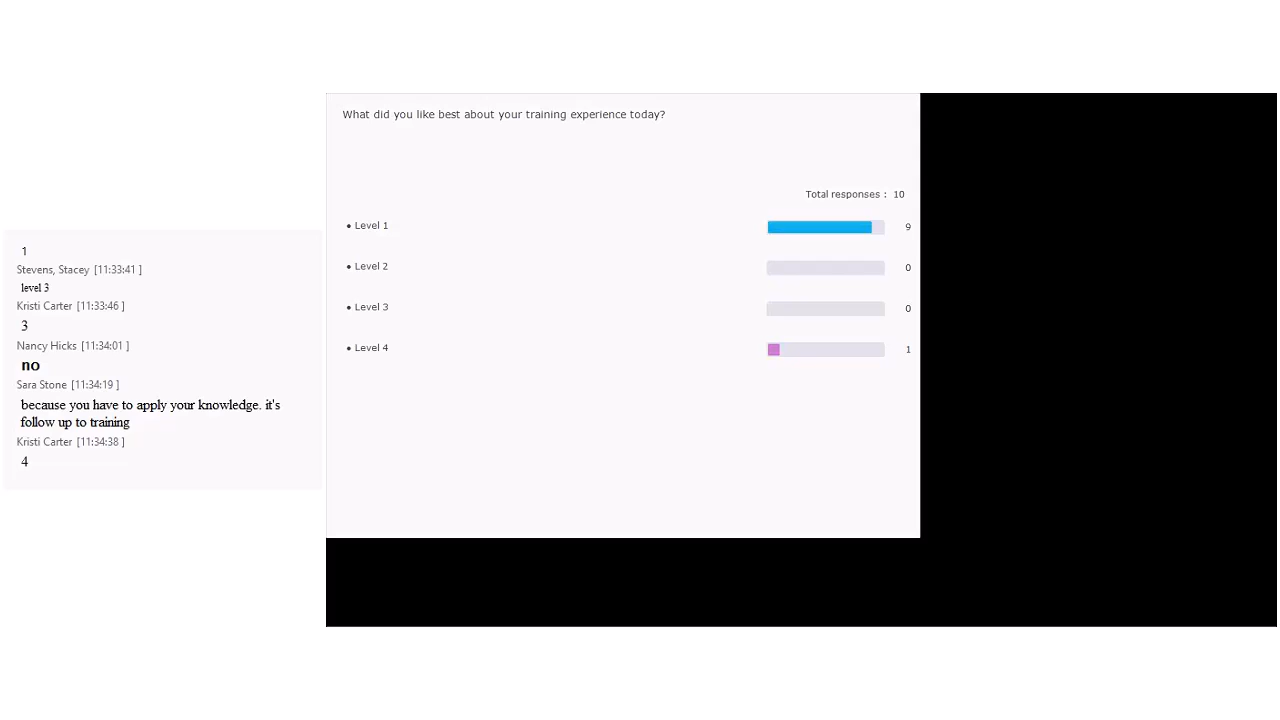 1
Stevens, Stacey [11:33:41 ]
level 3
Kristi Carter [11:33:46 ]
3
Nancy Hicks [11:34:01 ]
no
Sara Stone [11:34:19 ]
because you have to apply your knowledge. it's
follow up to training
Kristi Carter [11:34:38 ]
4
What did you like best about your training experience today?
Total responses : 10
• Level 1 9
• Level 2 0
• Level 3 0
• Level 4 1